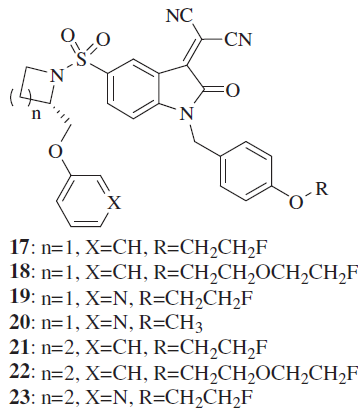 NC
CN
O O
S
N
O
( ) n
N
O
X
O R
17: n=1, X=CH, R=CH₂CH₂F
18: n=1, X=CH, R=CH₂CH₂OCH₂CH₂F
19: n=1, X=N, R=CH₂CH₂F
20: n=1, X=N, R=CH₃
21: n=2, X=CH, R=CH₂CH₂F
22: n=2, X=CH, R=CH₂CH₂OCH₂CH₂F
23: n=2, X=N, R=CH₂CH₂F